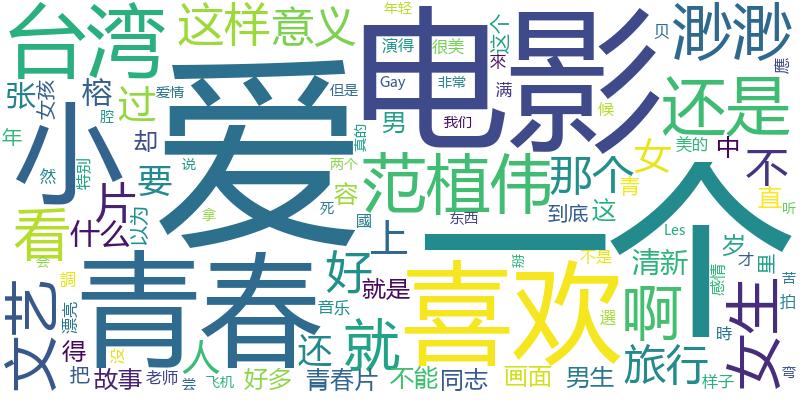 台湾
这样
意义
年轻
电影
演得
很美
这个
渺渺
贝
应
张
女孩
榕
过
爱情
爱
但是
Gay
非常
來
满
还是
小
年
腔
却
男
真的
我们
候
女
美的
中
不
然
特别
片
要
说
两个
范植伟
那个
青
直
听
看
什么
以为
容
拿
死
國
上
东西
一个
到底
这
Les
岁
才
里
会
青春
好
就是
喜欢
不是
清新
感情
苦
文艺
調
漂亮
人
还
音乐
就
選
啊
時
女生
拍
得
没
把
故事
老师
尝
飞机
好多
青春片
不能
同志
画面
男生
旅行
样子
弯